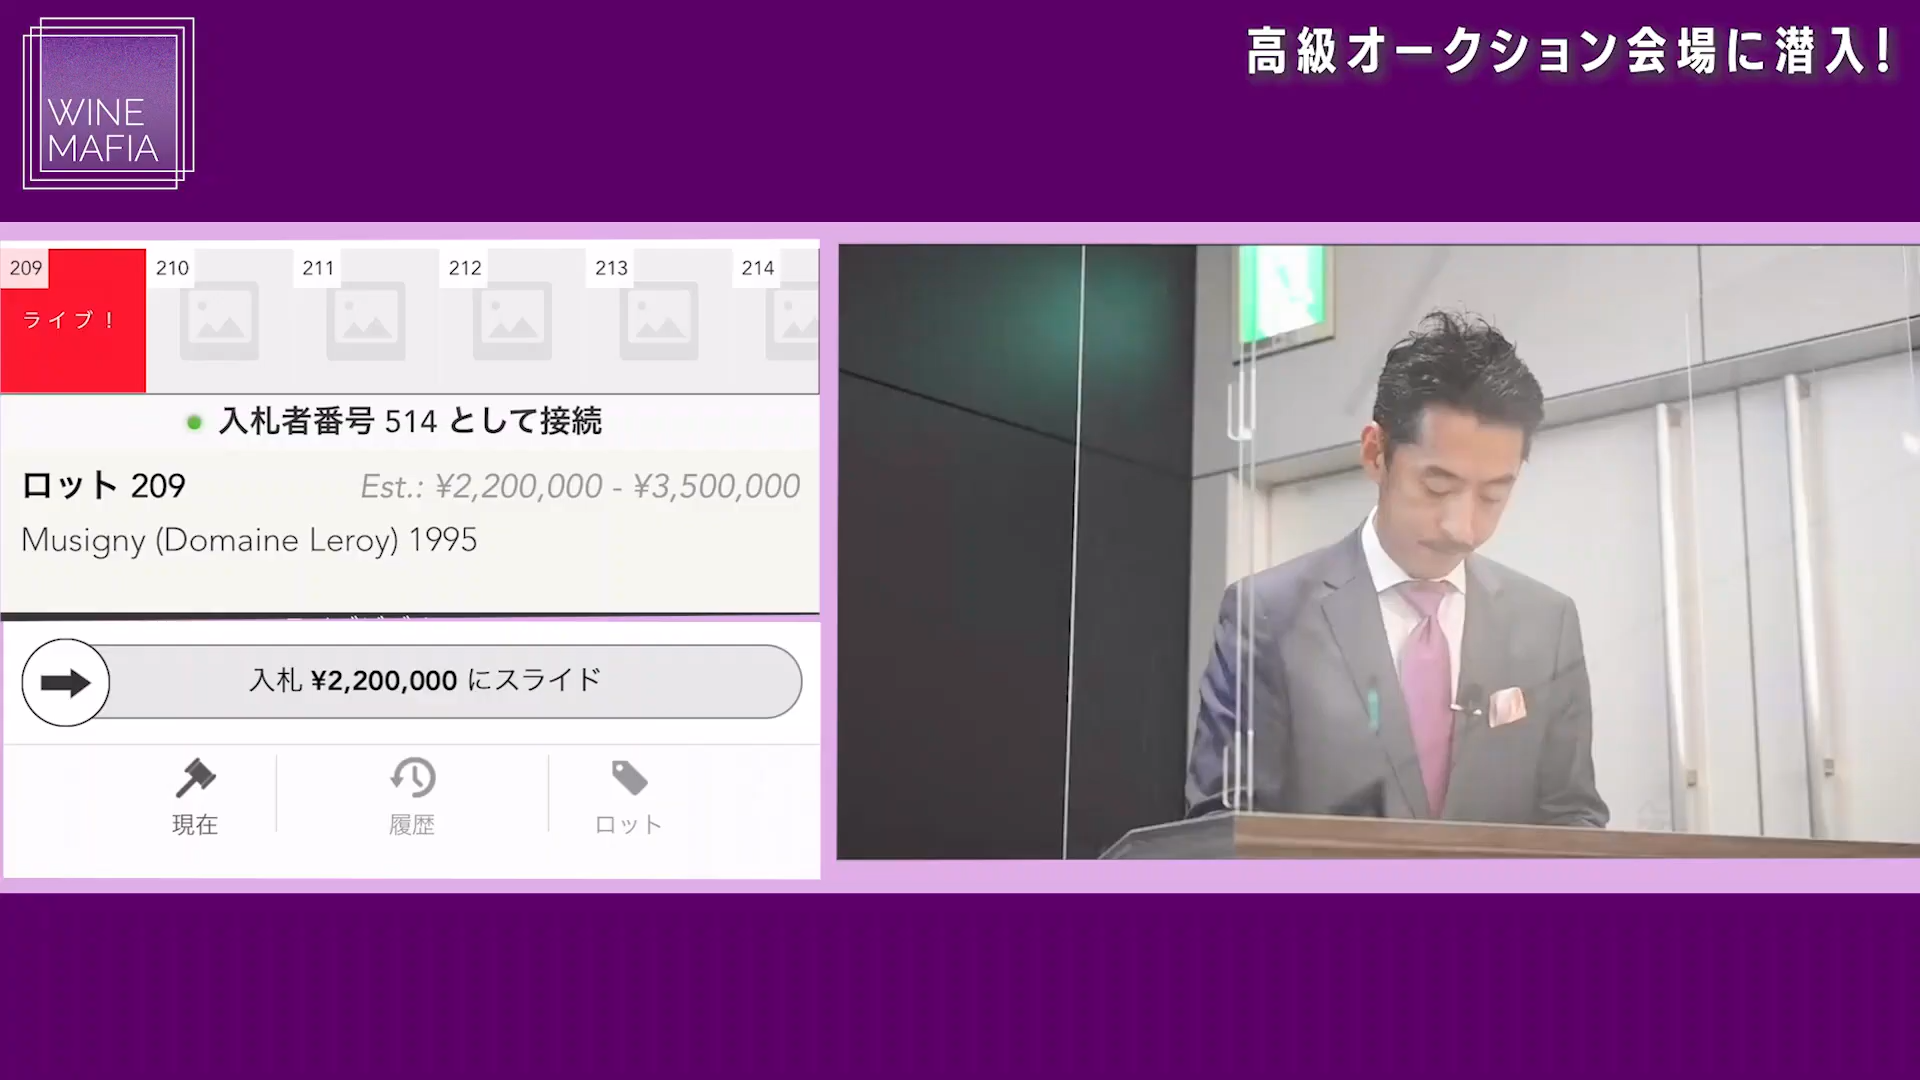 WINE
MAFIA
高級オークション会場に潜入!
209
210
211
212
213
214
ライブ!
入札者番号 514 として接続
ロット 209
Est.: ¥2,200,000 - ¥3,500,000
Musigny (Domaine Leroy) 1995
入札 ¥2,200,000 にスライド
現在
履歴
ロット